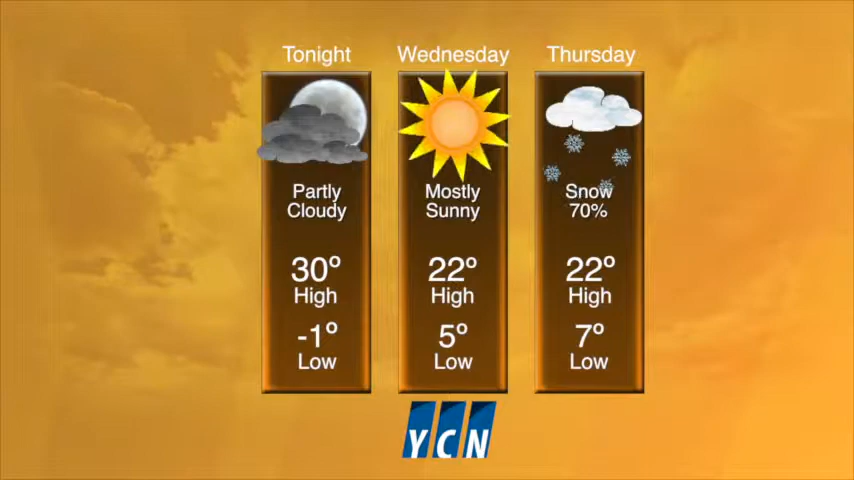 Tonight
Partly
Cloudy
30º
High
-1º
Low
Wednesday
Mostly
Sunny
22º
High
5º
Low
Thursday
Snow
70%
22º
High
7º
Low
YCN